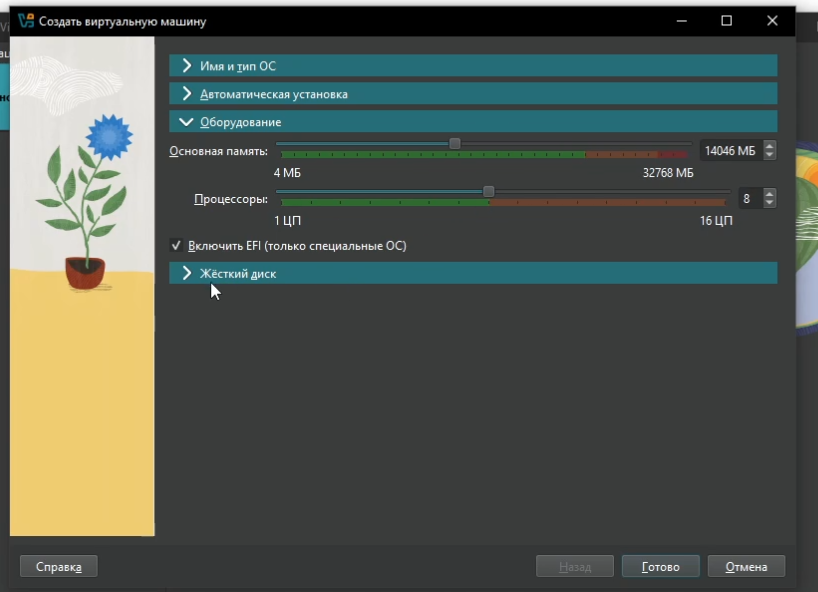 Создать виртуальную машину
Имя и тип ОС
Автоматическая установка
Оборудование
Основная память:
14046 МБ
4 МБ
32768 МБ
Процессоры:
8
1 ЦП
16 ЦП
Включить EFI (только специальные ОС)
Жёсткий диск
Справка
Назад
Готово
Отмена